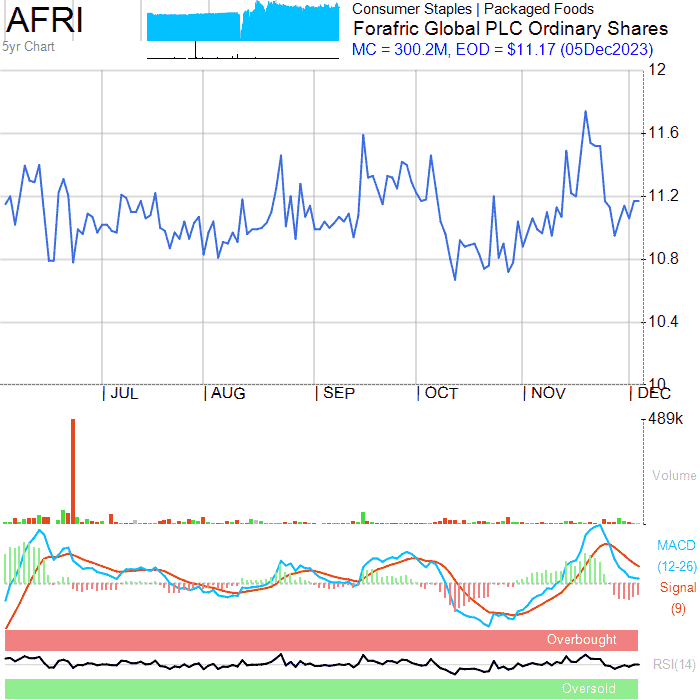 AFRI
5yr Chart
Consumer Staples | Packaged Foods
Forafric Global PLC Ordinary Shares
MC = 300.2M, EOD = $11.17 (05Dec2023)
12
11.6
11.2
10.8
10.4
10
JUL
AUG
SEP
OCT
NOV
DEC
489k
Volume
MACD
(12-26)
Signal
(9)
Overbought
RSI(14)
Oversold